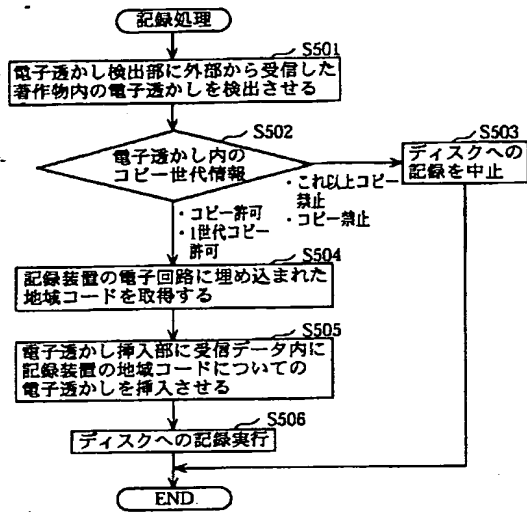 記録処理
S501
電子透かし検出部に外部から受信した
著作物内の電子透かしを検出させる
S502
電子透かし内の
コピー世代情報
S503
ディスクへの
記録を中止
・これ以上コピー
禁止
・コピー禁止
・コピー許可
・1世代コピー
許可
S504
記録装置の電子回路に埋め込まれた
地域コードを取得する
S505
電子透かし挿入部に受信データ内に
記録装置の地域コードについての
電子透かしを挿入させる
S506
ディスクへの記録実行
END